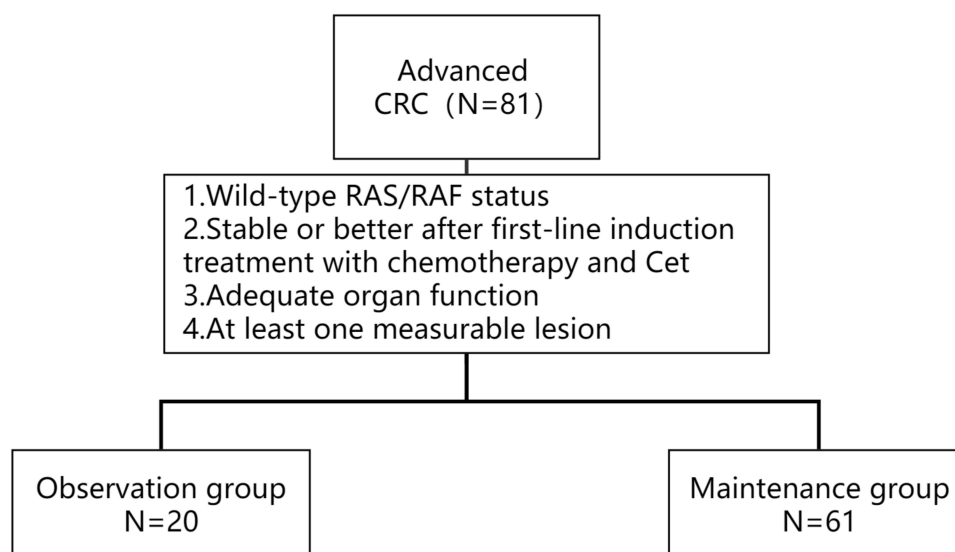 Advanced
CRC（N=81）
1.Wild-type RAS/RAF status
2.Stable or better after first-line induction
treatment with chemotherapy and Cet
3.Adequate organ function
4.At least one measurable lesion
Observation group
N=20
Maintenance group
N=61